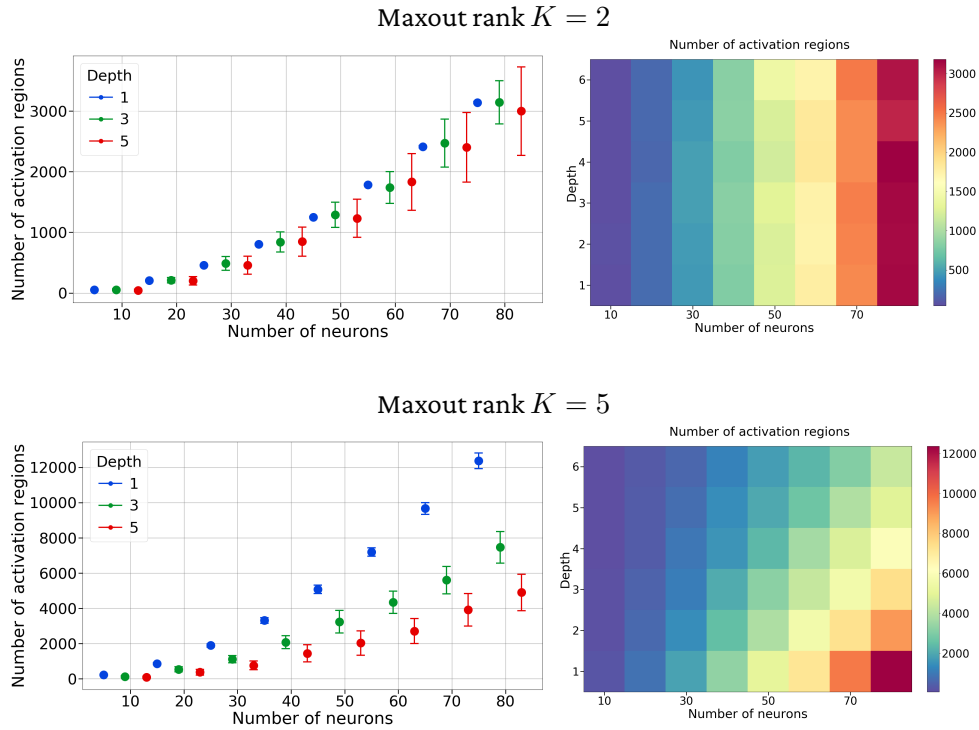 Maxout rank K = 2
Number of activation regions
Depth
1
3
5
3000
2000
1000
0
10 20 30 40 50 60 70 80
Number of neurons
Number of activation regions
Depth
6
5
4
3
2
1
10 30 50 70
Number of neurons
3000
2500
2000
1500
1000
500
Maxout rank K = 5
Number of activation regions
Depth
1
3
5
12000
10000
8000
6000
4000
2000
0
10 20 30 40 50 60 70 80
Number of neurons
Number of activation regions
Depth
6
5
4
3
2
1
10 30 50 70
Number of neurons
12000
10000
8000
6000
4000
2000